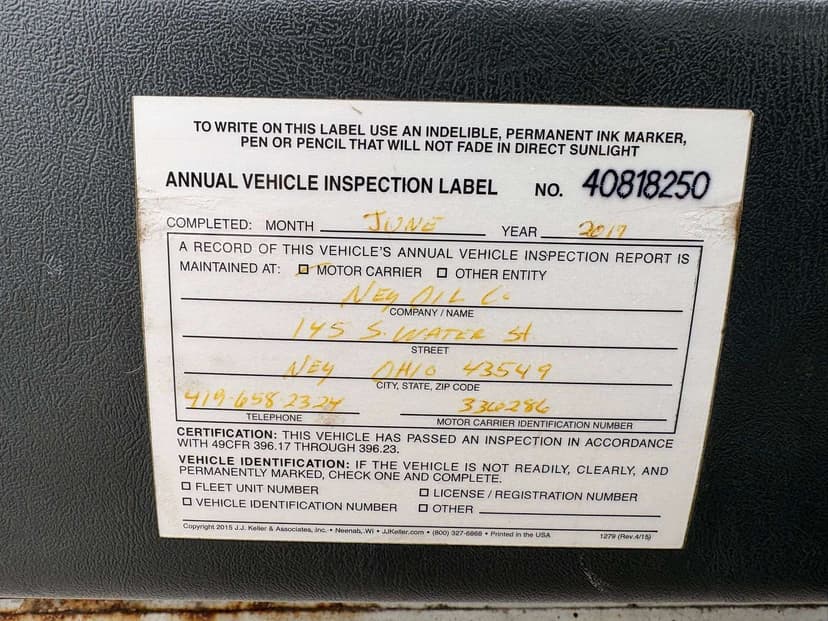 TO WRITE ON THIS LABEL USE AN INDELIBLE, PERMANENT INK MARKER,
PEN OR PENCIL THAT WILL NOT FADE IN DIRECT SUNLIGHT
ANNUAL VEHICLE INSPECTION LABEL NO. 40818250
COMPLETED: MONTH JUNE YEAR 2017
A RECORD OF THIS VEHICLE'S ANNUAL VEHICLE INSPECTION REPORT IS
MAINTAINED AT: MOTOR CARRIER OTHER ENTITY
NEY OIL Co
COMPANY / NAME
145 S. WATER St
STREET
NEY OHIO 43549
CITY, STATE, ZIP CODE
419-658-2324 336286
TELEPHONE MOTOR CARRIER IDENTIFICATION NUMBER
CERTIFICATION: THIS VEHICLE HAS PASSED AN INSPECTION IN ACCORDANCE
WITH 49CFR 396.17 THROUGH 396.23.
VEHICLE IDENTIFICATION: IF THE VEHICLE IS NOT READILY, CLEARLY, AND
PERMANENTLY MARKED, CHECK ONE AND COMPLETE.
FLEET UNIT NUMBER LICENSE / REGISTRATION NUMBER
VEHICLE IDENTIFICATION NUMBER OTHER
Copyright 2015 J.J. Keller & Associates, Inc. • Neenah, WI • JJKeller.com • (800) 327-6868 • Printed in the USA 1279 (Rev.4/15)